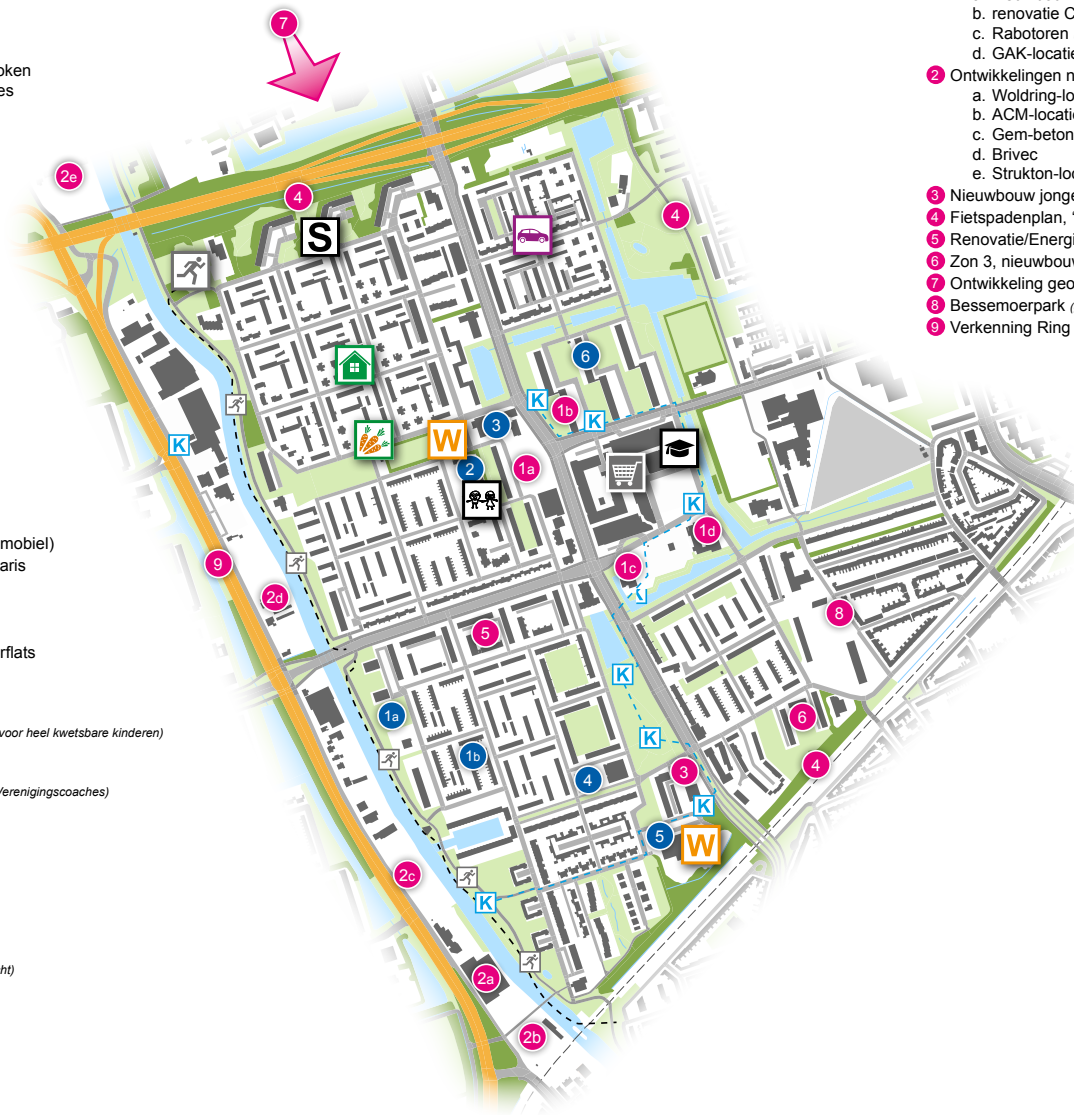 oken
es
mobiel)
aris
rflats
voor heel kwetsbare kinderen)
Verenigingscoaches)
ht)
7
2e
4
S
4
6
K
1b
K
3
W
K
2
1a
K
1d
1c
K
9
2d
5
8
K
1a
6
1b
K
3
4
4
K
5
W
2c
K
2a
2b
b. renovatie C
c. Rabotoren
d. GAK-locatie
2 Ontwikkelingen n
a. Woldring-lo
b. ACM-locatie
c. Gem-beton
d. Brivec
e. Strukton-loc
3 Nieuwbouw jonge
4 Fietspadenplan, ‘
5 Renovatie/Energi
6 Zon 3, nieuwbouw
7 Ontwikkeling geo
8 Bessemoerpark (
9 Verkenning Ring